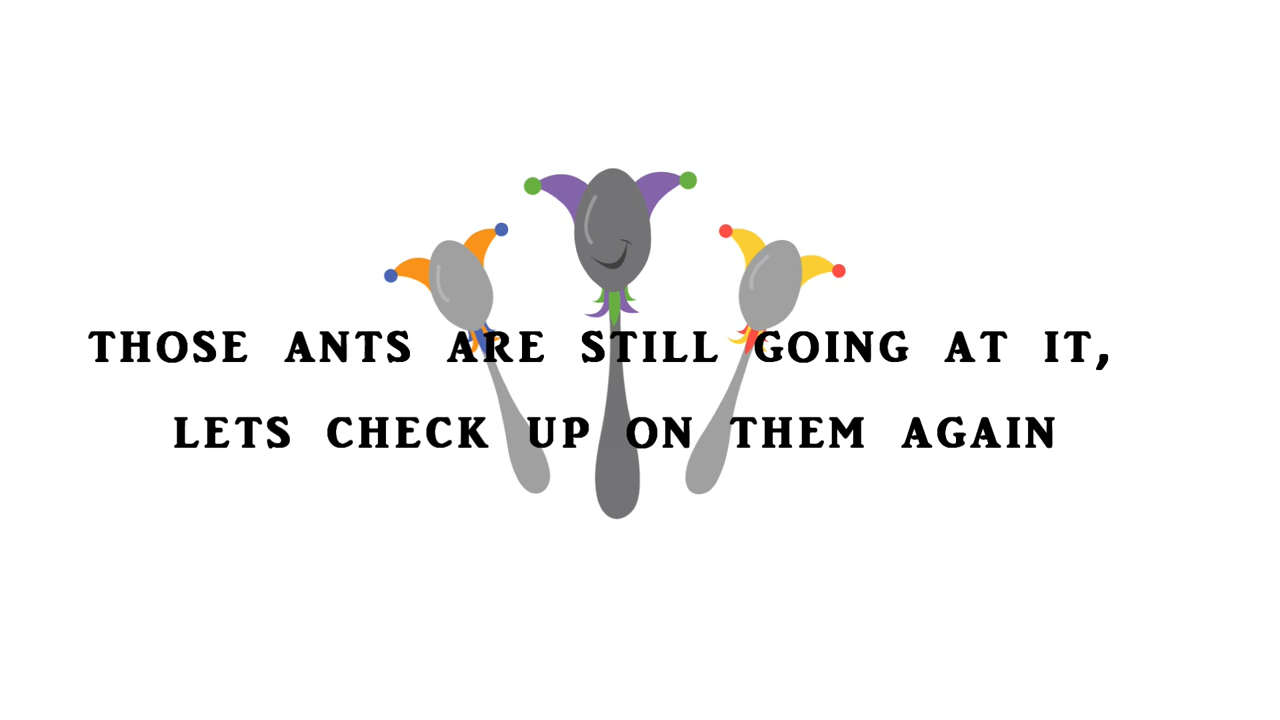 THOSE ANTS ARE STILL GOING AT IT,
LETS CHECK UP ON THEM AGAIN